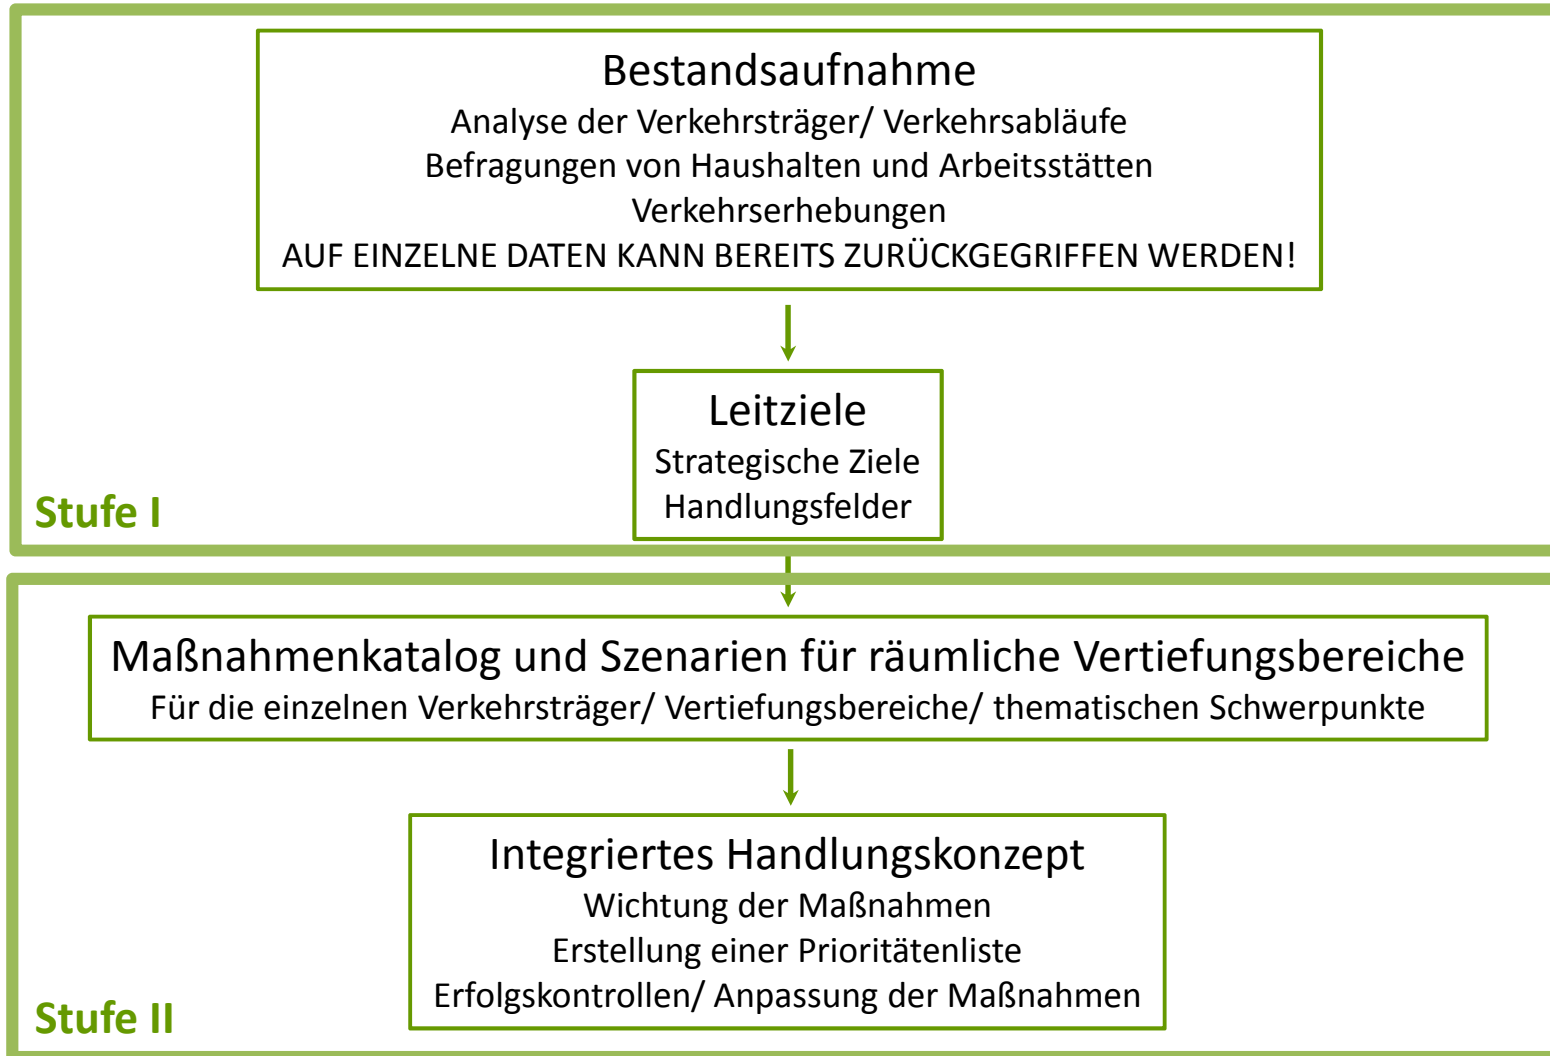 Bestandsaufnahme
Analyse der Verkehrsträger/ Verkehrsabläufe
Befragungen von Haushalten und Arbeitsstätten
Verkehrserhebungen
AUF EINZELNE DATEN KANN BEREITS ZURÜCKGEGRIFFEN WERDEN!
Leitziele
Strategische Ziele
Handlungsfelder
Stufe I
Maßnahmenkatalog und Szenarien für räumliche Vertiefungsbereiche
Für die einzelnen Verkehrsträger/ Vertiefungsbereiche/ thematischen Schwerpunkte
Integriertes Handlungskonzept
Wichtung der Maßnahmen
Erstellung einer Prioritätenliste
Erfolgskontrollen/ Anpassung der Maßnahmen
Stufe II